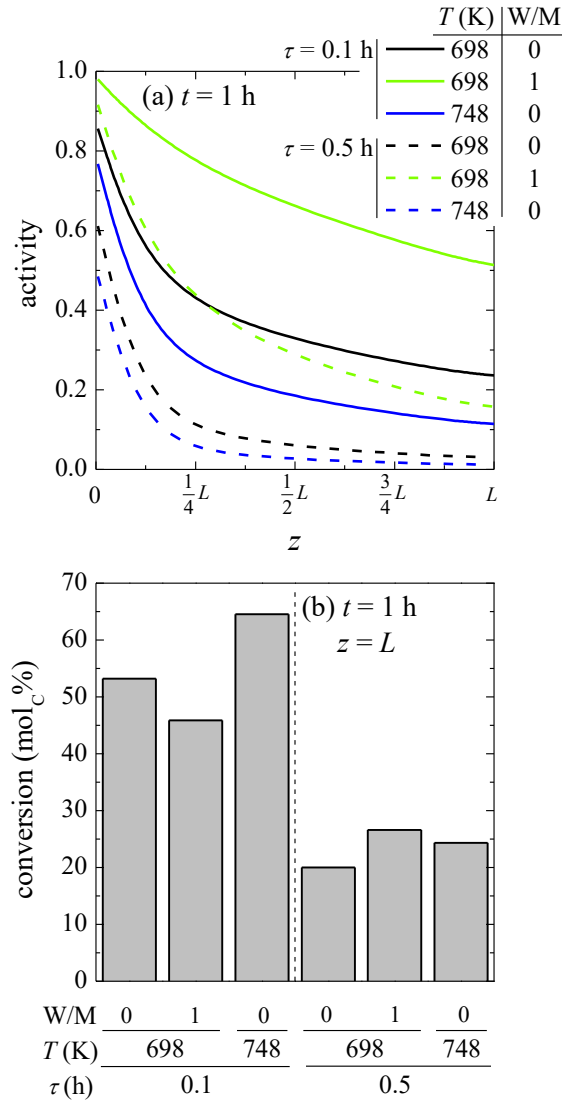 T (K) W/M
τ = 0.1 h 698 0
698 1
748 0
τ = 0.5 h 698 0
698 1
748 0
(a) t = 1 h
1.0
0.8
0.6
0.4
0.2
0.0
activity
0 1/4 L 1/2 L 3/4 L L
z
(b) t = 1 h
z = L
70
60
50
40
30
20
10
0
conversion (mol_C%)
W/M 0 1 0 0 1 0
T (K) 698 748 698 748
τ (h) 0.1 0.5